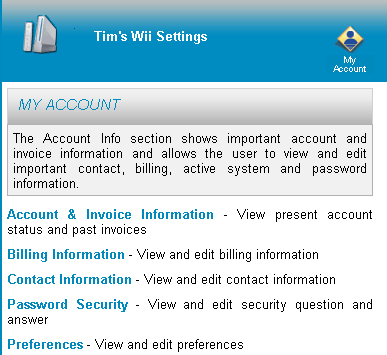 Tim's Wii Settings
My
Account
MY ACCOUNT
The Account Info section shows important account and
invoice information and allows the user to view and edit
important contact, billing, active system and password
information.
Account & Invoice Information - View present account
status and past invoices
Billing Information - View and edit billing information
Contact Information - View and edit contact information
Password Security - View and edit security question and
answer
Preferences - View and edit preferences